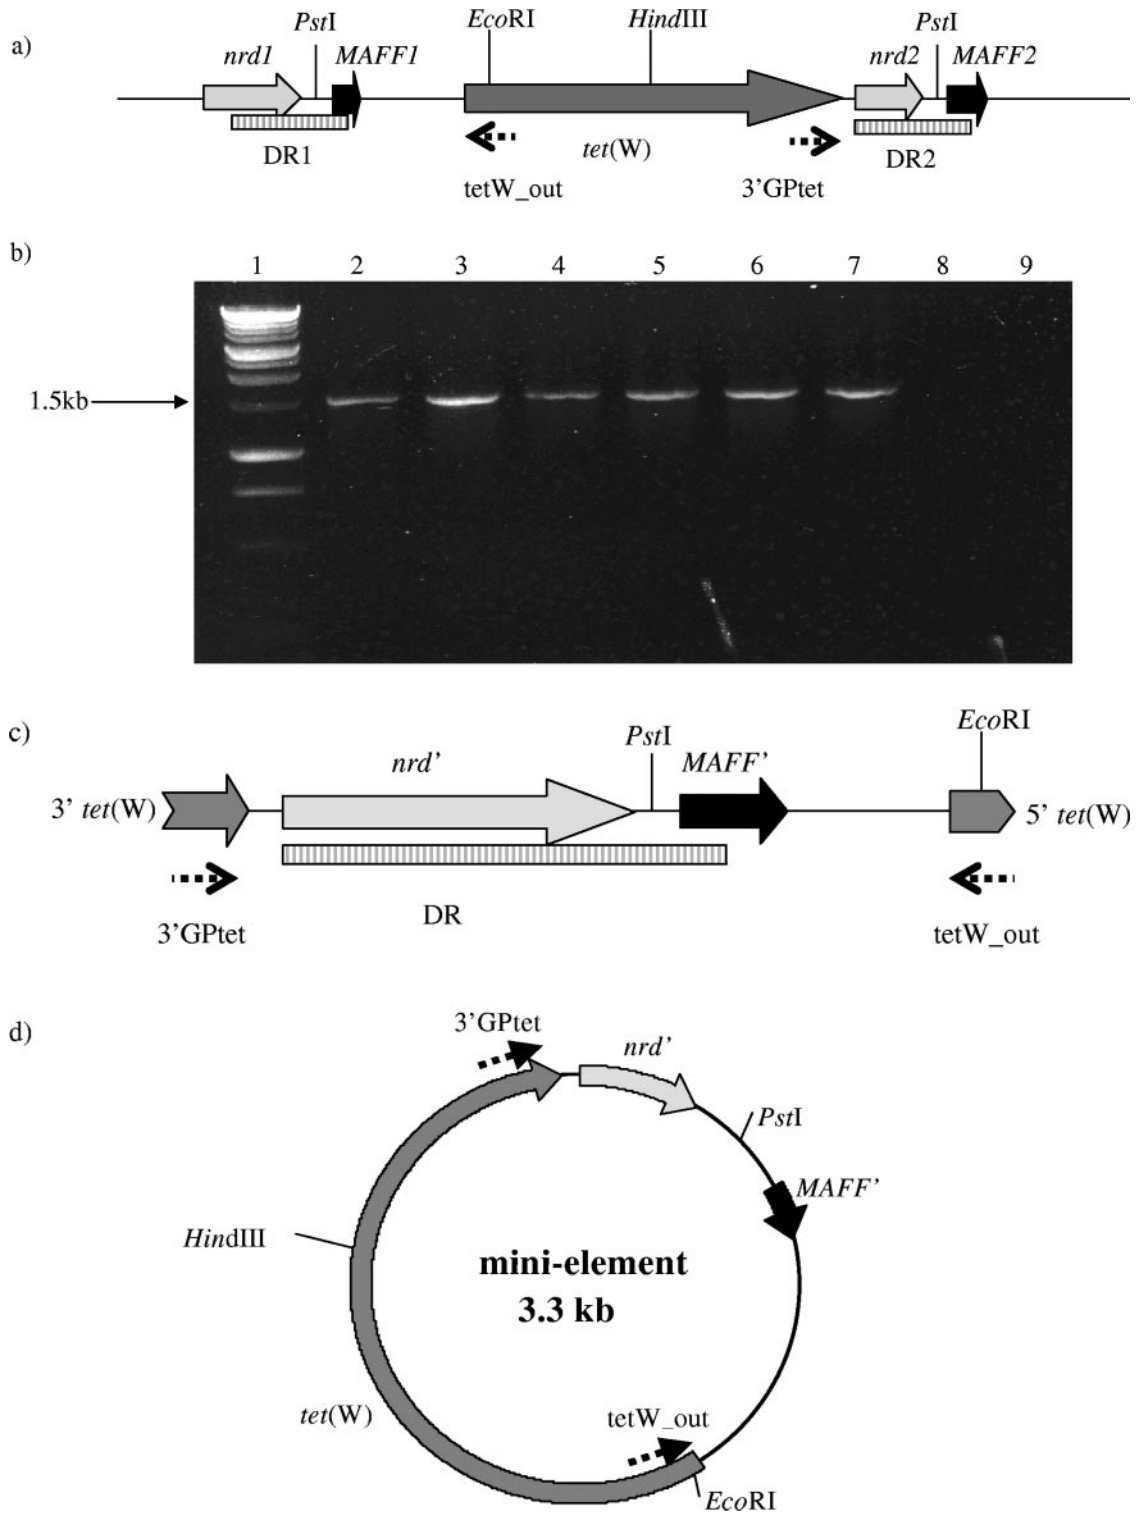 a)
PstI
EcoRI
HindIII
PstI
nrd1
MAFF1
nrd2
MAFF2
DR1
tet(W)
DR2
tetW_out
3'GPtet
b)
1 2 3 4 5 6 7 8 9
1.5kb
c)
EcoRI
PstI
nrd'
MAFF'
3' tet(W)
5' tet(W)
DR
3'GPtet
tetW_out
d)
3'GPtet
nrd'
PstI
MAFF'
HindIII
mini-element
3.3 kb
tet(W)
tetW_out
EcoRI